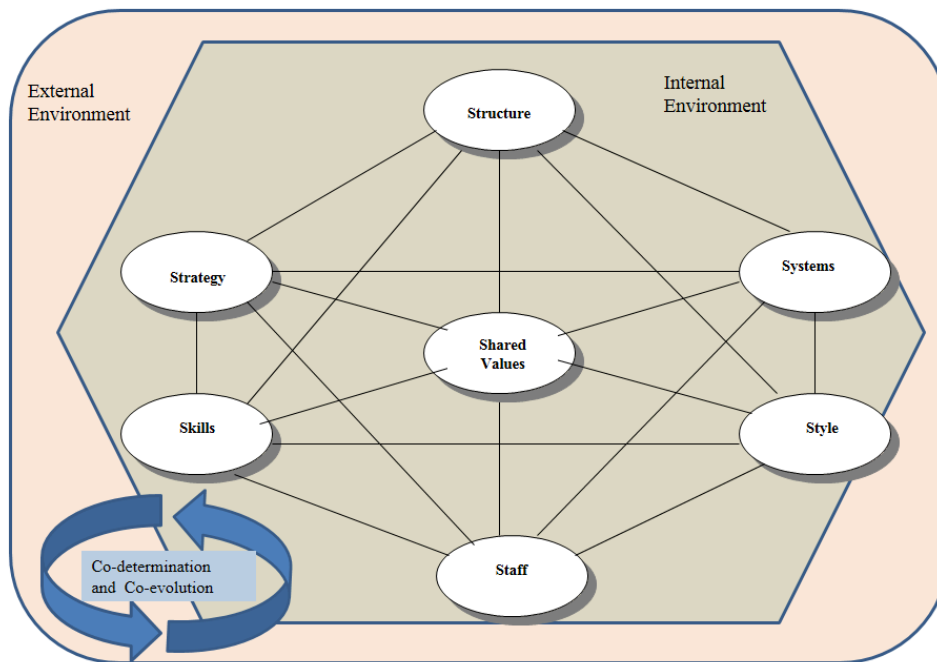 External
Environment
Internal
Environment
Structure
Strategy
Systems
Shared
Values
Skills
Style
Staff
Co-determination
and Co-evolution